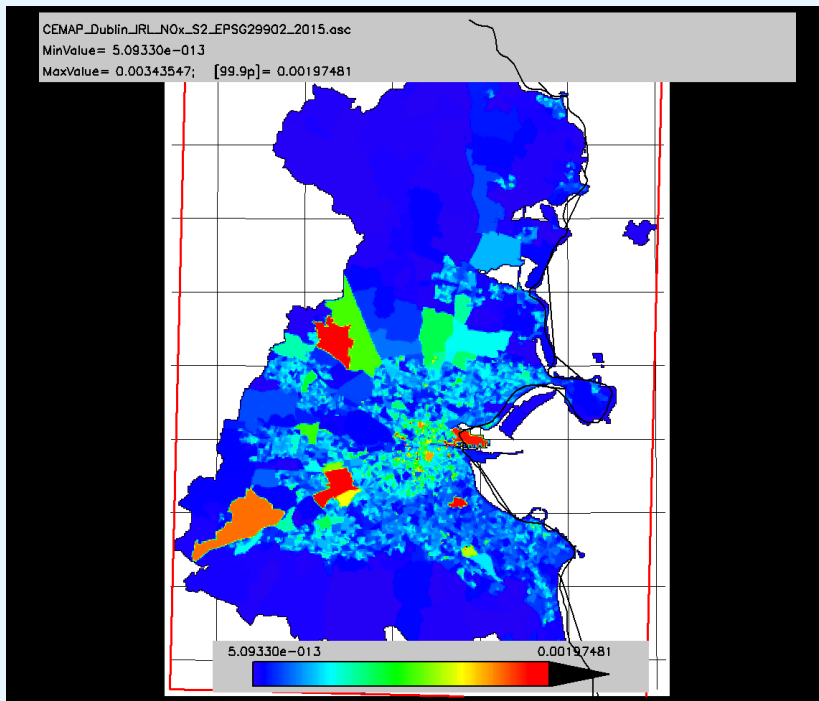 CEMAP_Dublin_IRL_NOx_S2_EPSG29902_2015.asc
MinValue= 5.09330e-013
MaxValue= 0.00343547; [99.9p]= 0.00197481
5.09330e-013 0.00197481